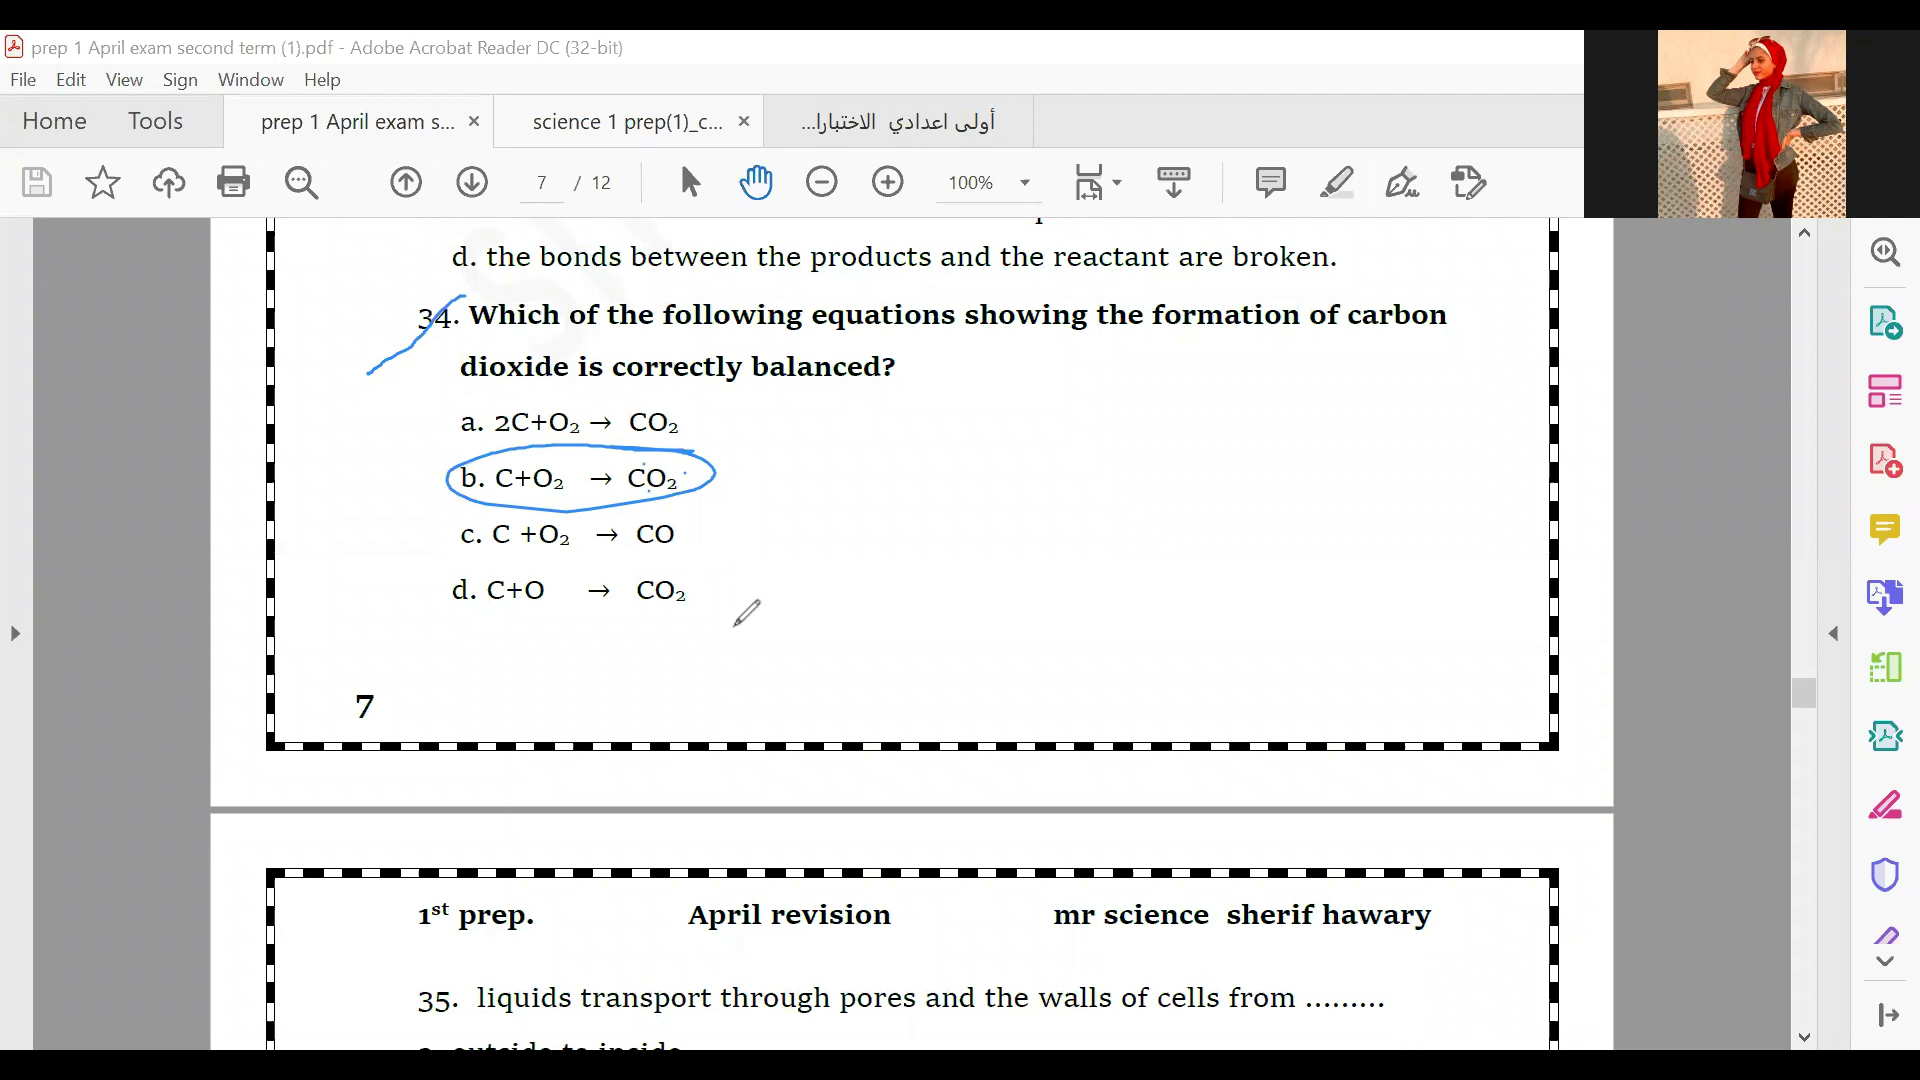 prep 1 April exam second term (1).pdf - Adobe Acrobat Reader DC (32-bit)
File Edit View Sign Window Help
Home Tools prep 1 April exam s... × science 1 prep(1)_c... × أولى اعدادي الاختبارا...
7 / 12 100%
d. the bonds between the products and the reactant are broken.
34. Which of the following equations showing the formation of carbon
dioxide is correctly balanced?
a. 2C+O₂ → CO₂
b. C+O₂ → CO₂
c. C +O₂ → CO
d. C+O → CO₂
7
1st prep. April revision mr science sherif hawary
35. liquids transport through pores and the walls of cells from .........
a. outside to inside